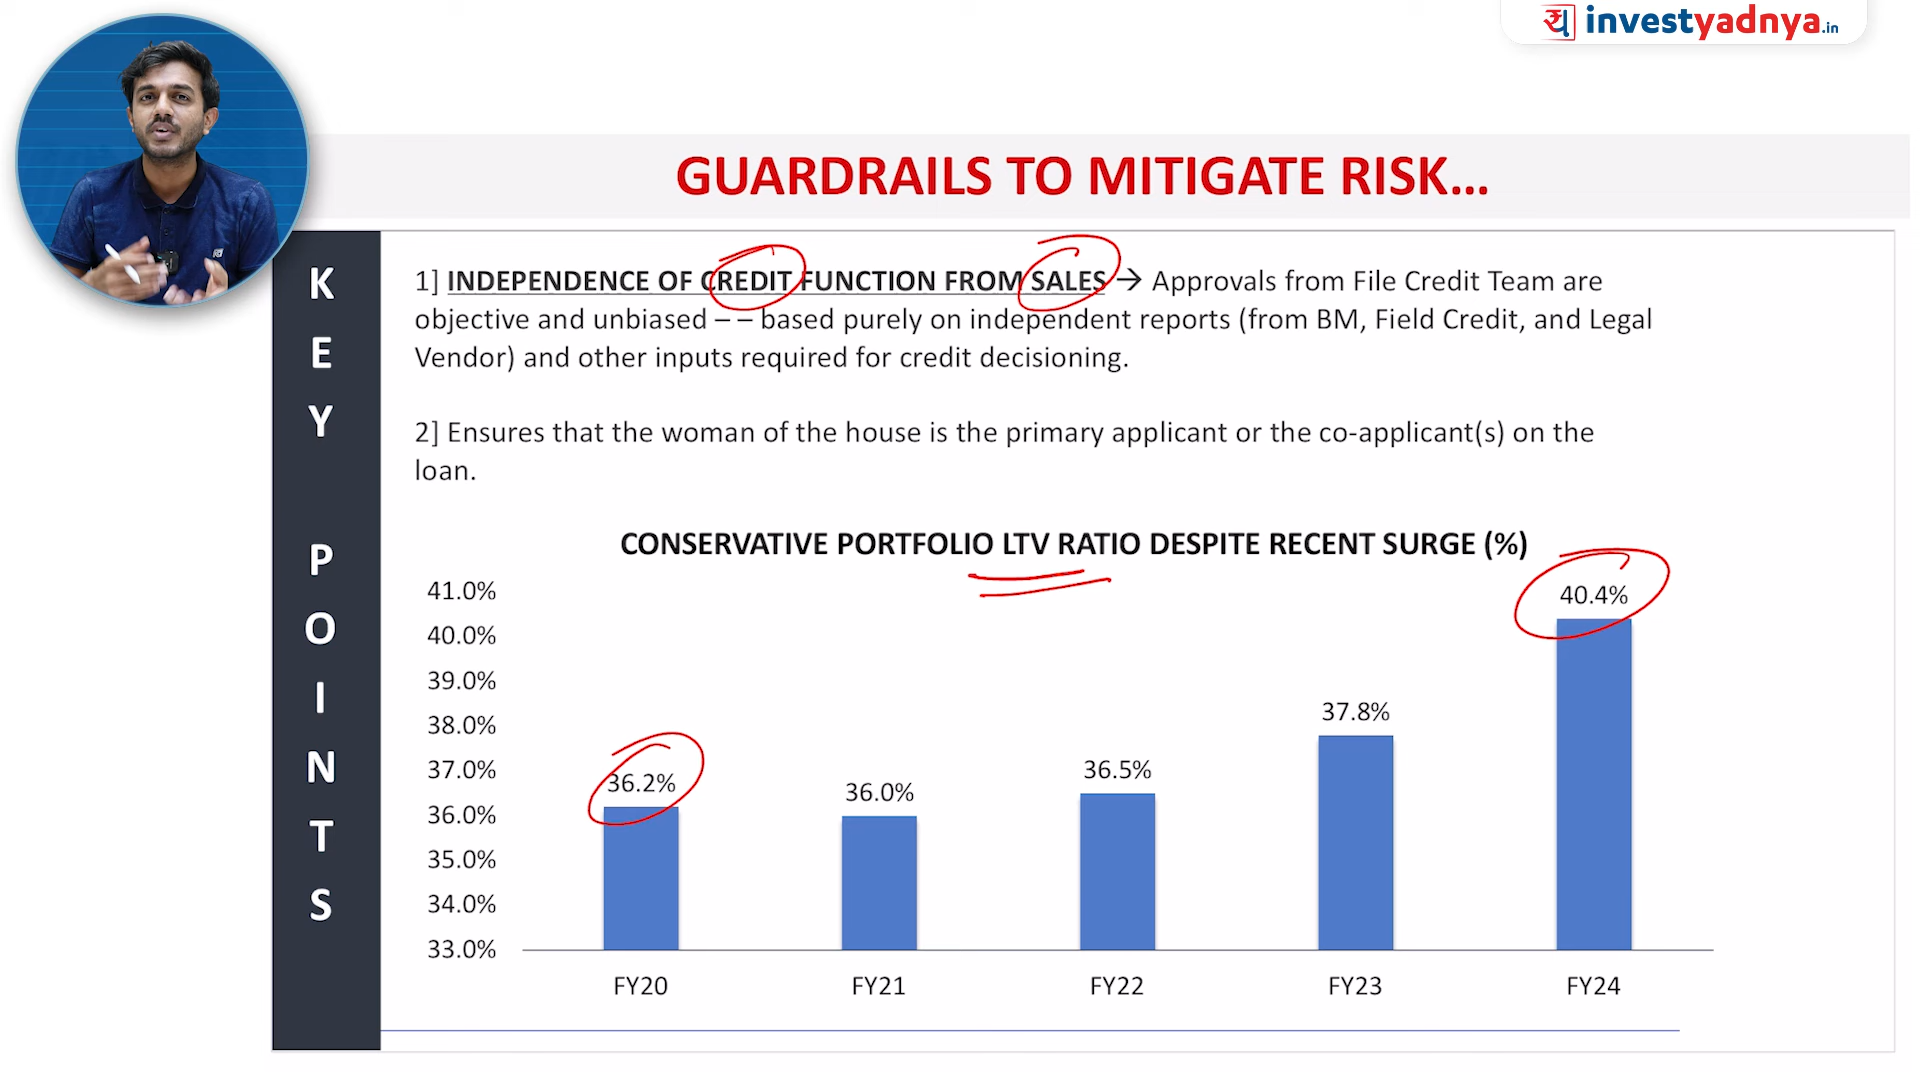 investyadnya.in
GUARDRAILS TO MITIGATE RISK...
KEY POINTS
1] INDEPENDENCE OF CREDIT FUNCTION FROM SALES → Approvals from File Credit Team are
objective and unbiased – – based purely on independent reports (from BM, Field Credit, and Legal
Vendor) and other inputs required for credit decisioning.
2] Ensures that the woman of the house is the primary applicant or the co-applicant(s) on the
loan.
CONSERVATIVE PORTFOLIO LTV RATIO DESPITE RECENT SURGE (%)
41.0%
40.0%
39.0%
38.0%
37.0%
36.0%
35.0%
34.0%
33.0%
36.2%
36.0%
36.5%
37.8%
40.4%
FY20 FY21 FY22 FY23 FY24